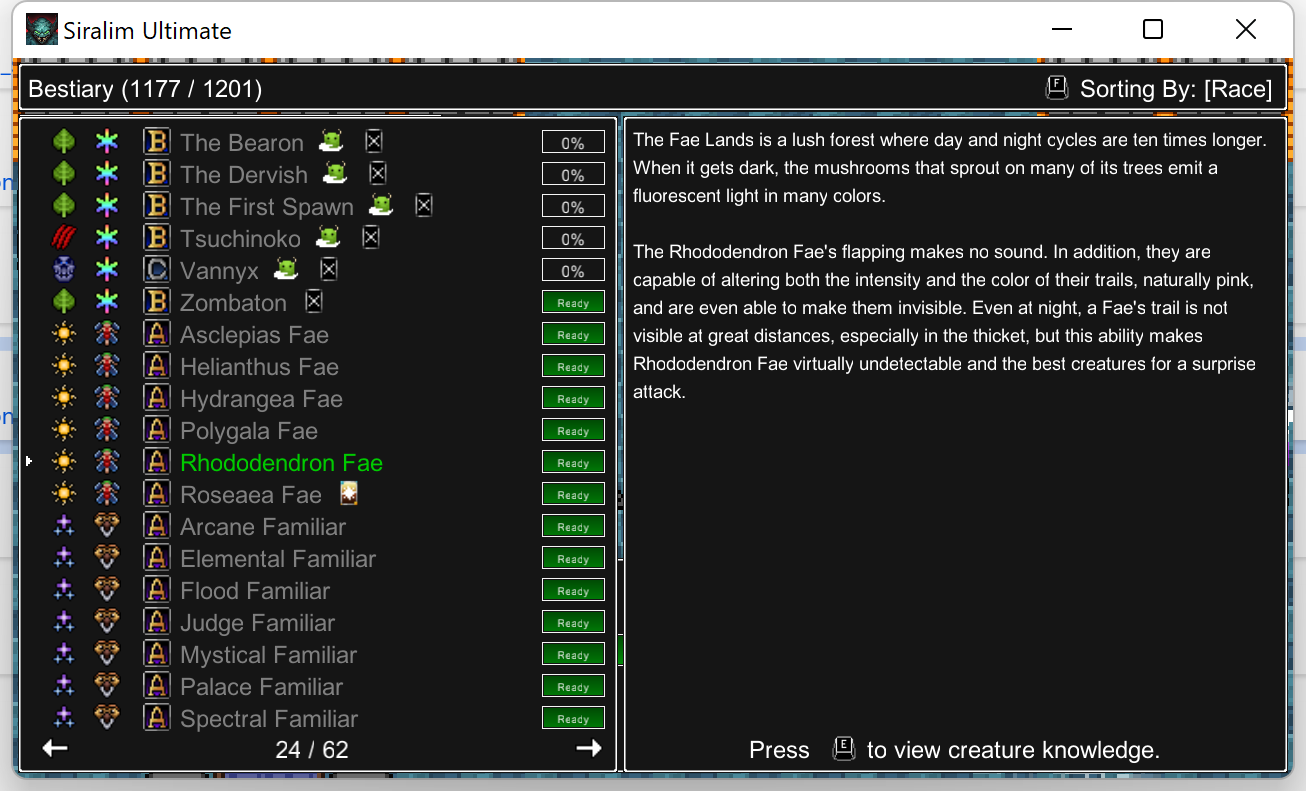 Siralim Ultimate
Bestiary (1177 / 1201)
F Sorting By: [Race]
B The Bearon 0%
B The Dervish 0%
B The First Spawn 0%
B Tsuchinoko 0%
C Vannyx 0%
B Zombaton Ready
A Asclepias Fae Ready
A Helianthus Fae Ready
A Hydrangea Fae Ready
A Polygala Fae Ready
A Rhododendron Fae Ready
A Roseaea Fae Ready
A Arcane Familiar Ready
A Elemental Familiar Ready
A Flood Familiar Ready
A Judge Familiar Ready
A Mystical Familiar Ready
A Palace Familiar Ready
A Spectral Familiar Ready
24 / 62
The Fae Lands is a lush forest where day and night cycles are ten times longer.
When it gets dark, the mushrooms that sprout on many of its trees emit a
fluorescent light in many colors.
The Rhododendron Fae's flapping makes no sound. In addition, they are
capable of altering both the intensity and the color of their trails, naturally pink,
and are even able to make them invisible. Even at night, a Fae's trail is not
visible at great distances, especially in the thicket, but this ability makes
Rhododendron Fae virtually undetectable and the best creatures for a surprise
attack.
Press E to view creature knowledge.